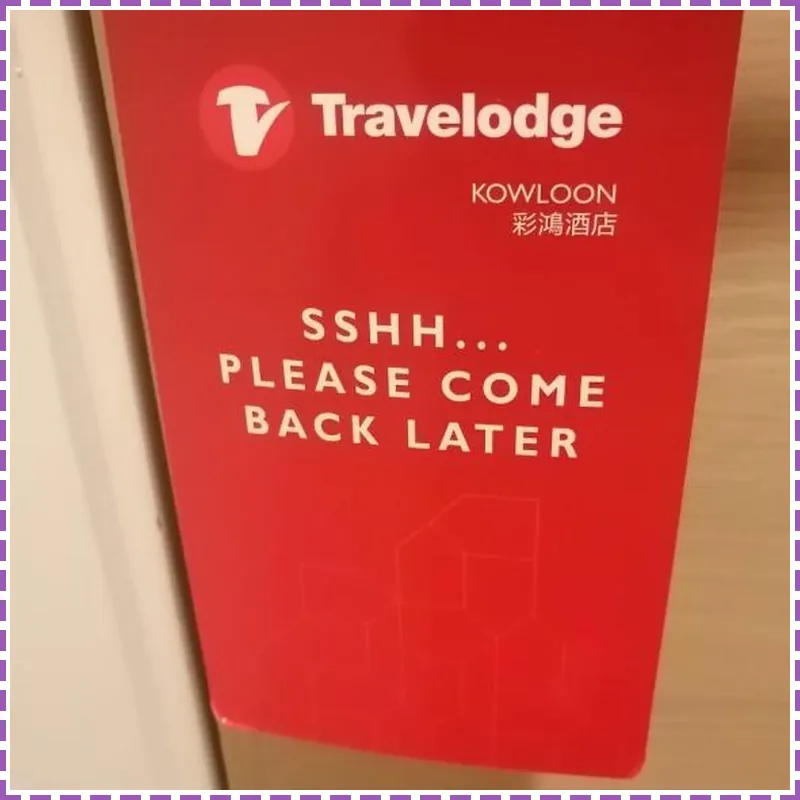 Travelodge
KOWLOON
彩鴻酒店
SSHH...
PLEASE COME
BACK LATER